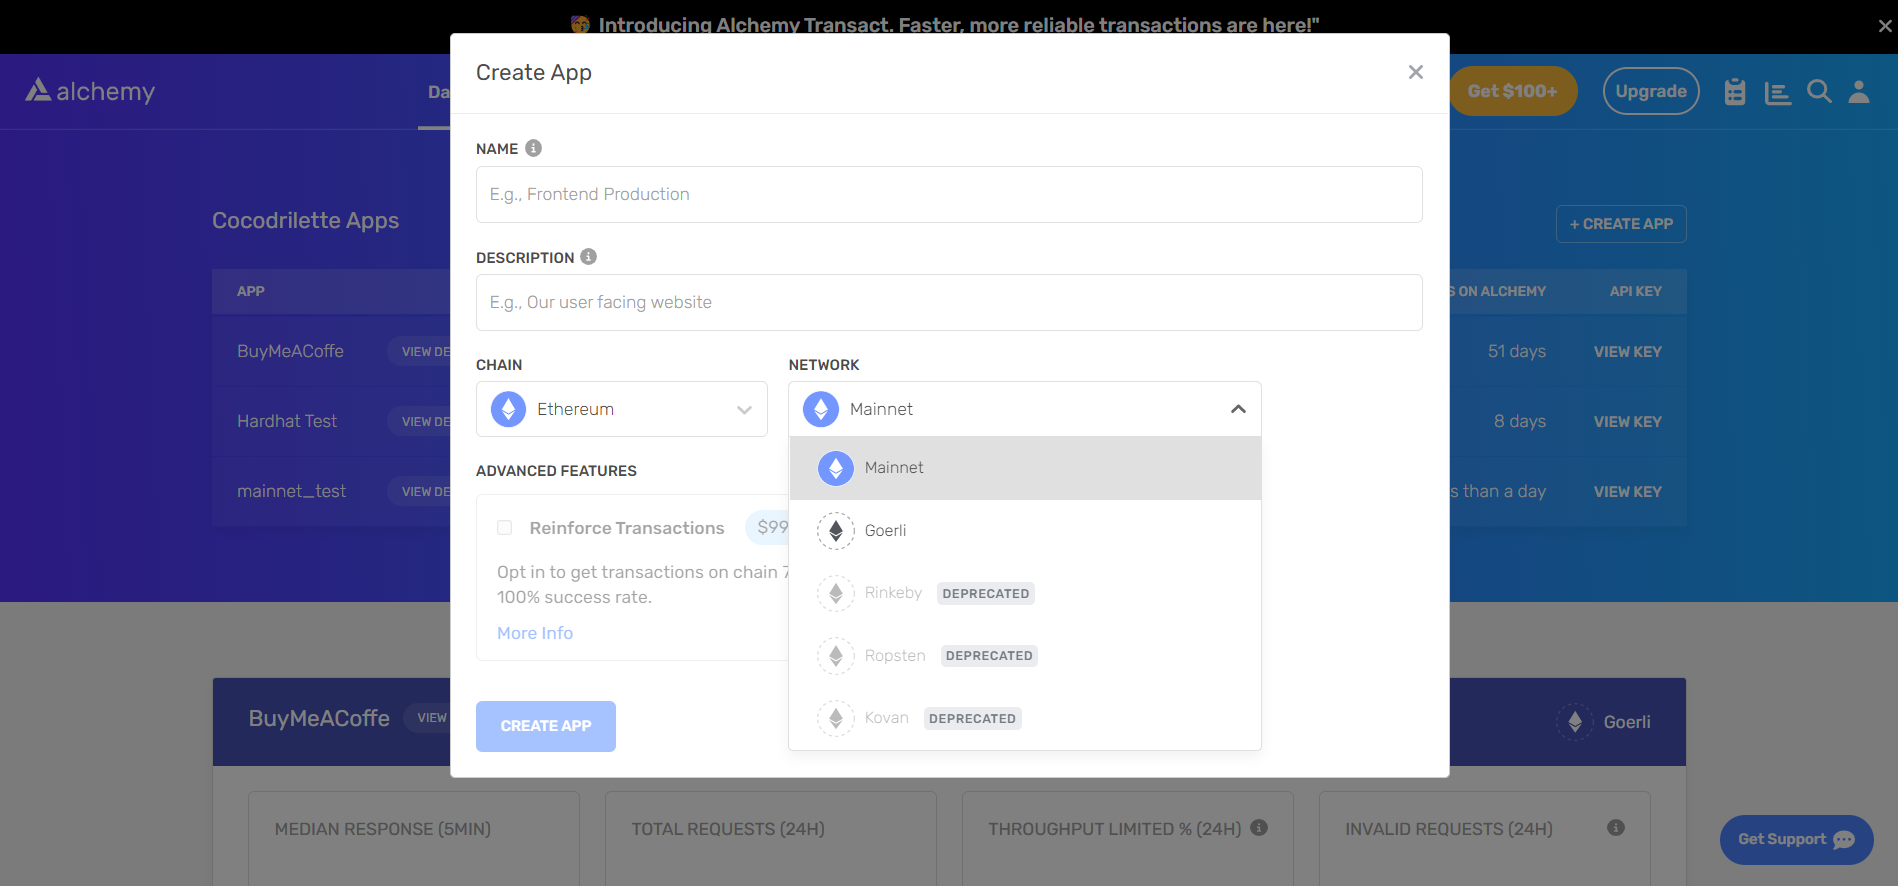 Introducing Alchemy Transact. Faster, more reliable transactions are here!"
alchemy
Get $100+
Upgrade
Create App
NAME
E.g., Frontend Production
DESCRIPTION
E.g., Our user facing website
CHAIN
NETWORK
Ethereum
Mainnet
Mainnet
Goerli
Rinkeby DEPRECATED
Ropsten DEPRECATED
Kovan DEPRECATED
ADVANCED FEATURES
Reinforce Transactions $99
Opt in to get transactions on chain 7
100% success rate.
More Info
CREATE APP
Cocodrilette Apps
+ CREATE APP
APP
ON ALCHEMY API KEY
BuyMeACoffe VIEW DE
51 days VIEW KEY
Hardhat Test VIEW DE
8 days VIEW KEY
mainnet_test VIEW DE
s than a day VIEW KEY
BuyMeACoffe VIEW
Goerli
MEDIAN RESPONSE (5MIN)
TOTAL REQUESTS (24H)
THROUGHPUT LIMITED % (24H)
INVALID REQUESTS (24H)
Get Support